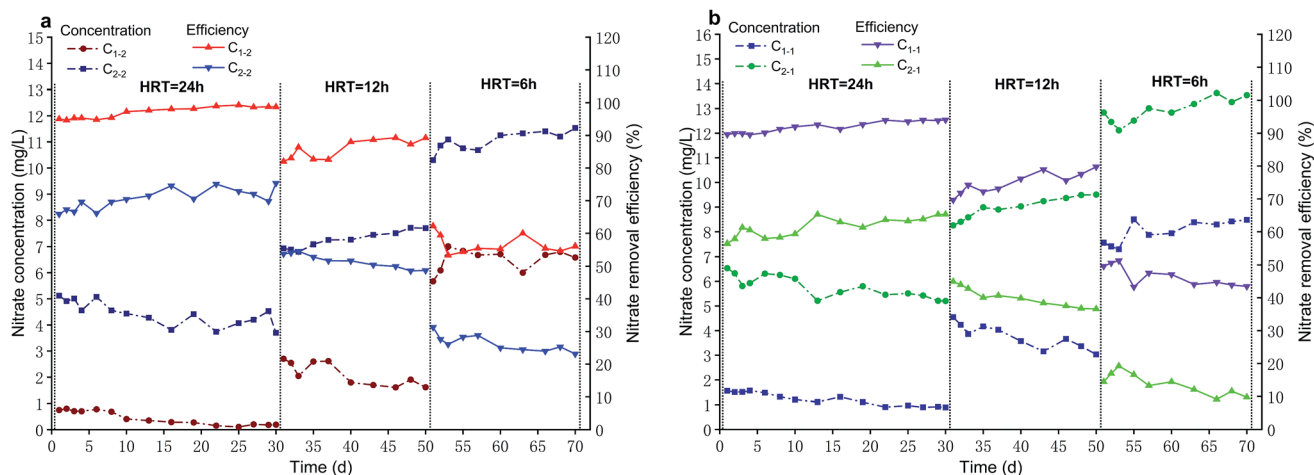 a
Concentration Efficiency
C1-2 C1-2
C2-2 C2-2
HRT=24h HRT=12h HRT=6h
Nitrate concentration (mg/L)
0 1 2 3 4 5 6 7 8 9 10 11 12 13 14 15
Nitrate removal efficiency (%)
0 10 20 30 40 50 60 70 80 90 100 110 120
0 5 10 15 20 25 30 35 40 45 50 55 60 65 70
Time (d)
b
Concentration Efficiency
C1-1 C1-1
C2-1 C2-1
HRT=24h HRT=12h HRT=6h
Nitrate concentration (mg/L)
0 1 2 3 4 5 6 7 8 9 10 11 12 13 14 15 16
Nitrate removal efficiency (%)
0 10 20 30 40 50 60 70 80 90 100 110 120
0 5 10 15 20 25 30 35 40 45 50 55 60 65 70
Time (d)